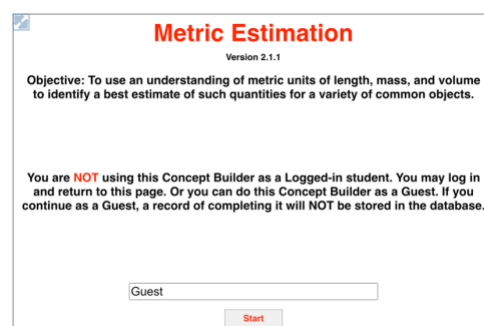 Metric Estimation
Version 2.1.1
Objective: To use an understanding of metric units of length, mass, and volume
to identify a best estimate of such quantities for a variety of common objects.
You are NOT using this Concept Builder as a Logged-in student. You may log in
and return to this page. Or you can do this Concept Builder as a Guest. If you
continue as a Guest, a record of completing it will NOT be stored in the database.
Guest
Start